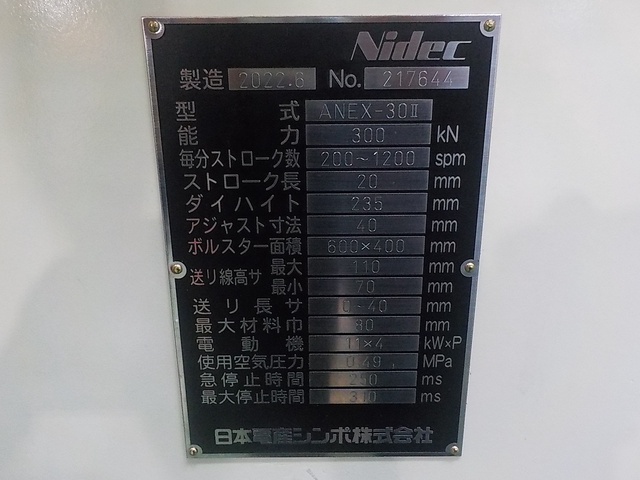 Nidec
製造 2022.6 No. 217644
型式 ANEX-30Ⅱ
能力 300 kN
毎分ストローク数 200~1200 spm
ストローク長 20 mm
ダイハイト 235 mm
アジャスト寸法 40 mm
ボルスター面積 600×400 mm
送リ線高サ 最大 110 mm
最小 70 mm
送リ長サ 0-40 mm
最大材料巾 80 mm
電動機 11×4 kW×P
使用空気圧力 0.49 MPa
急停止時間 mS
最大停止時間 310 ms
日本電産シンポ株式会社